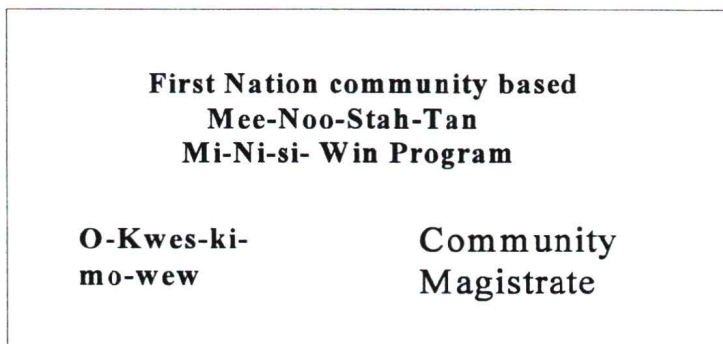 First Nation community based
Mee-Noo-Stah-Tan
Mi-Ni-si- Win Program
O-Kwes-ki-
mo-wew
Community
Magistrate